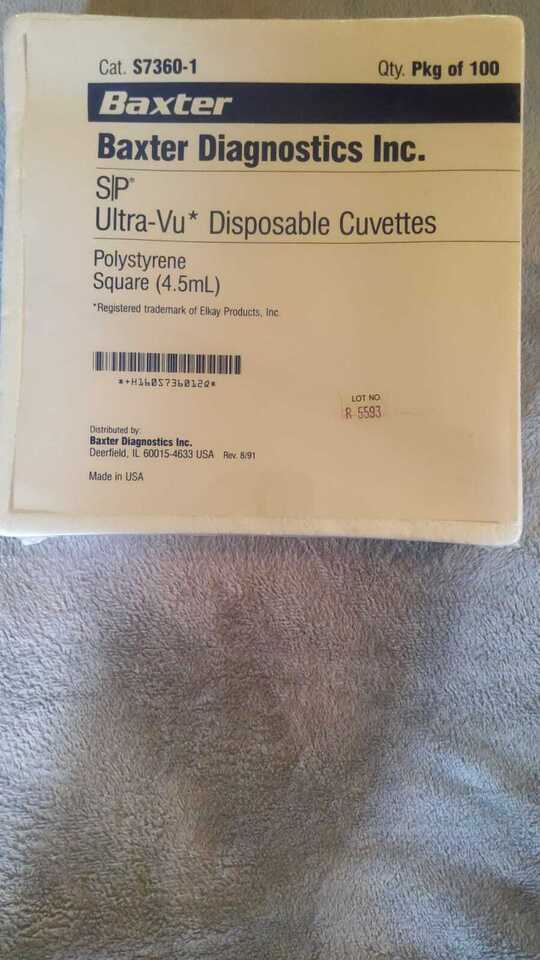 Cat. S7360-1 Qty. Pkg of 100
Baxter
Baxter Diagnostics Inc.
S|P®
Ultra-Vu* Disposable Cuvettes
Polystyrene
Square (4.5mL)
*Registered trademark of Elkay Products, Inc.
*+H160S736012Q*
LOT NO.
R 5593
Distributed by:
Baxter Diagnostics Inc.
Deerfield, IL 60015-4633 USA Rev. 8/91
Made in USA